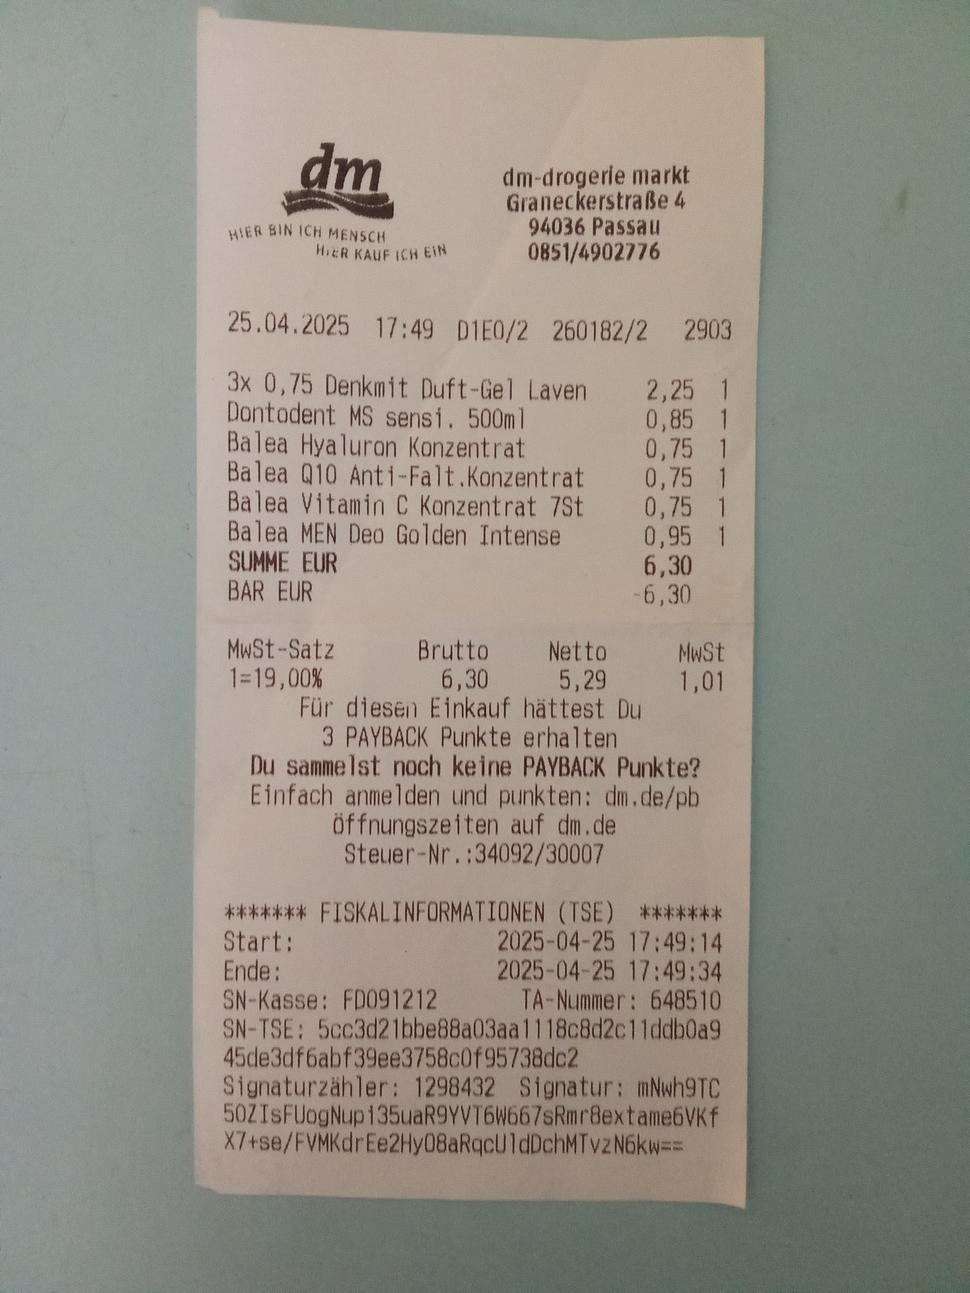 dm
HIER BIN ICH MENSCH
HIER KAUF ICH EIN
dm-drogerie markt
Graneckerstraße 4
94036 Passau
0851/4902776
25.04.2025 17:49 D1E0/2 260182/2 2903
3x 0,75 Denkmit Duft-Gel Laven 2,25 1
Dontodent MS sensi. 500ml 0,85 1
Balea Hyaluron Konzentrat 0,75 1
Balea Q10 Anti-Falt.Konzentrat 0,75 1
Balea Vitamin C Konzentrat 7St 0,75 1
Balea MEN Deo Golden Intense 0,95 1
SUMME EUR 6,30
BAR EUR -6,30
MwSt-Satz Brutto Netto MwSt
1=19,00% 6,30 5,29 1,01
Für diesen Einkauf hättest Du
3 PAYBACK Punkte erhalten
Du sammelst noch keine PAYBACK Punkte?
Einfach anmelden und punkten: dm.de/pb
Öffnungszeiten auf dm.de
Steuer-Nr.:34092/30007
******* FISKALINFORMATIONEN (TSE) *******
Start: 2025-04-25 17:49:14
Ende: 2025-04-25 17:49:34
SN-Kasse: FD091212 TA-Nummer: 648510
SN-TSE: 5cc3d21bbe88a03aa1118c8d2c11ddb0a9
45de3df6abf39ee3758c0f95738dc2
Signaturzähler: 1298432 Signatur: mNwh9TC
50ZIsFUogNupi35uaR9YVT6W667sRmr8extame6VKf
X7+se/FVMKdrEe2HyO8aRqcUldDchMTvzN6kw==